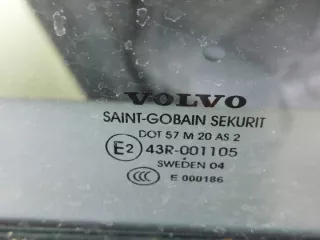 VOLVO
SAINT-GOBAIN SEKURIT
DOT 57 M 20 AS 2
E2 43R-001105
SWEDEN 04
CCC E 000186